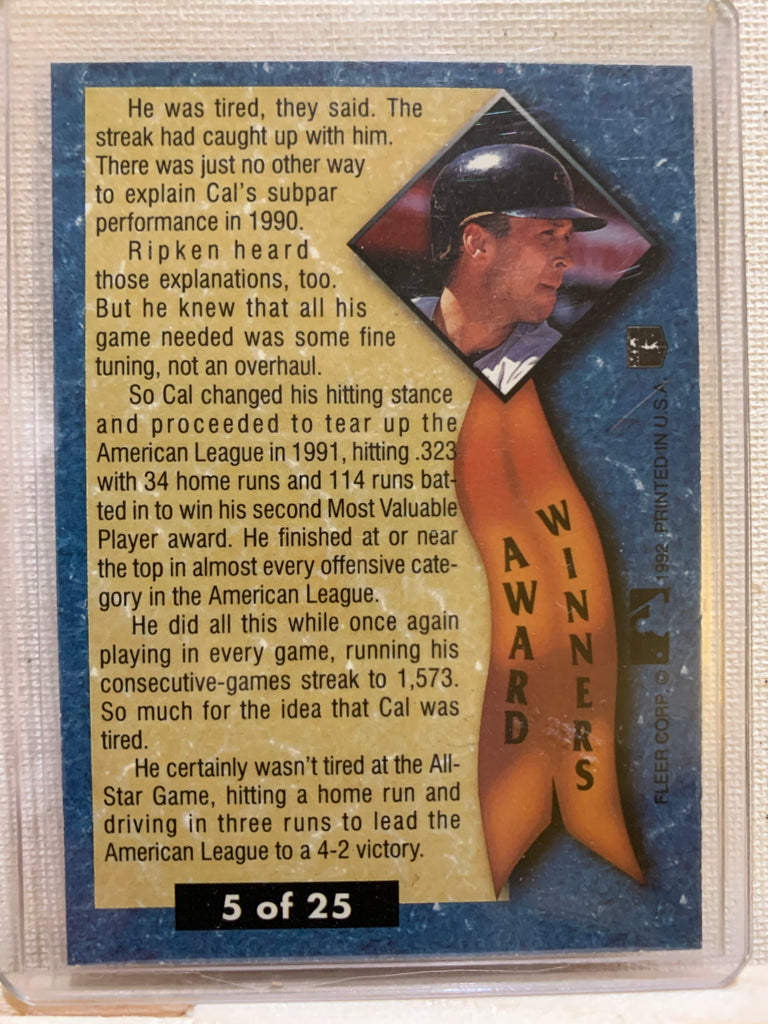 He was tired, they said. The
streak had caught up with him.
There was just no other way
to explain Cal's subpar
performance in 1990.
Ripken heard
those explanations, too.
But he knew that all his
game needed was some fine
tuning, not an overhaul.
So Cal changed his hitting stance
and proceeded to tear up the
American League in 1991, hitting .323
with 34 home runs and 114 runs bat-
ted in to win his second Most Valuable
Player award. He finished at or near
the top in almost every offensive cate-
gory in the American League.
He did all this while once again
playing in every game, running his
consecutive-games streak to 1,573.
So much for the idea that Cal was
tired.
He certainly wasn't tired at the All-
Star Game, hitting a home run and
driving in three runs to lead the
American League to a 4-2 victory.
5 of 25
AWARD
WINNERS
FLEER CORP. © 1992 PRINTED IN U.S.A.